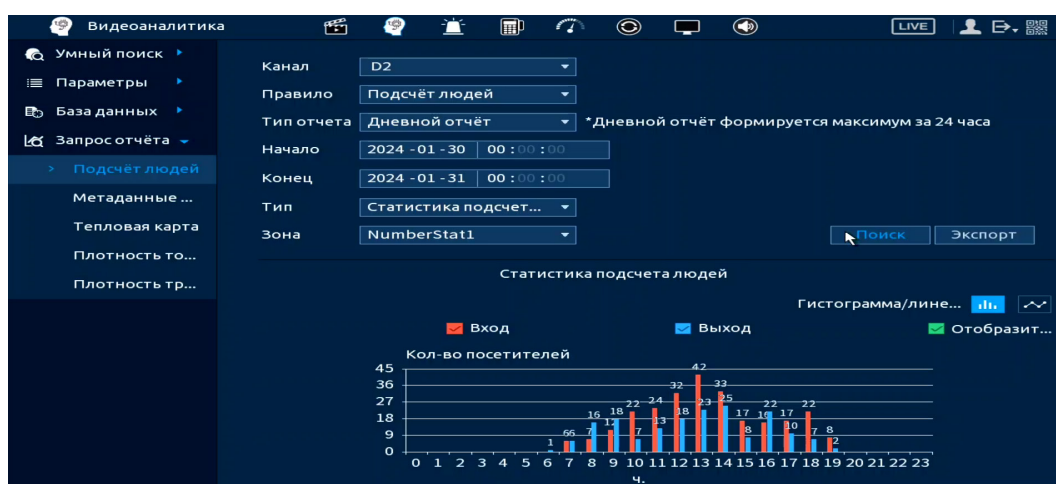 Видеоаналитика LIVE
Умный поиск
Параметры
База данных
Запрос отчёта
> Подсчёт людей
Метаданные ...
Тепловая карта
Плотность то...
Плотность тр...
Канал D2
Правило Подсчёт людей
Тип отчета Дневной отчёт *Дневной отчёт формируется максимум за 24 часа
Начало 2024 -01 -30 00 :00 :00
Конец 2024 -01 -31 00 :00 :00
Тип Статистика подсчет...
Зона NumberStat1 Поиск Экспорт
Статистика подсчета людей
Гистограмма/лине...
Вход Выход Отобразит...
Кол-во посетителей
45
36
27
18
9
0
1 6 6 7 16 12 18 22 7 24 13 32 18 42 23 33 25 17 8 16 22 17 10 22 7 8 2
0 1 2 3 4 5 6 7 8 9 10 11 12 13 14 15 16 17 18 19 20 21 22 23
ч.